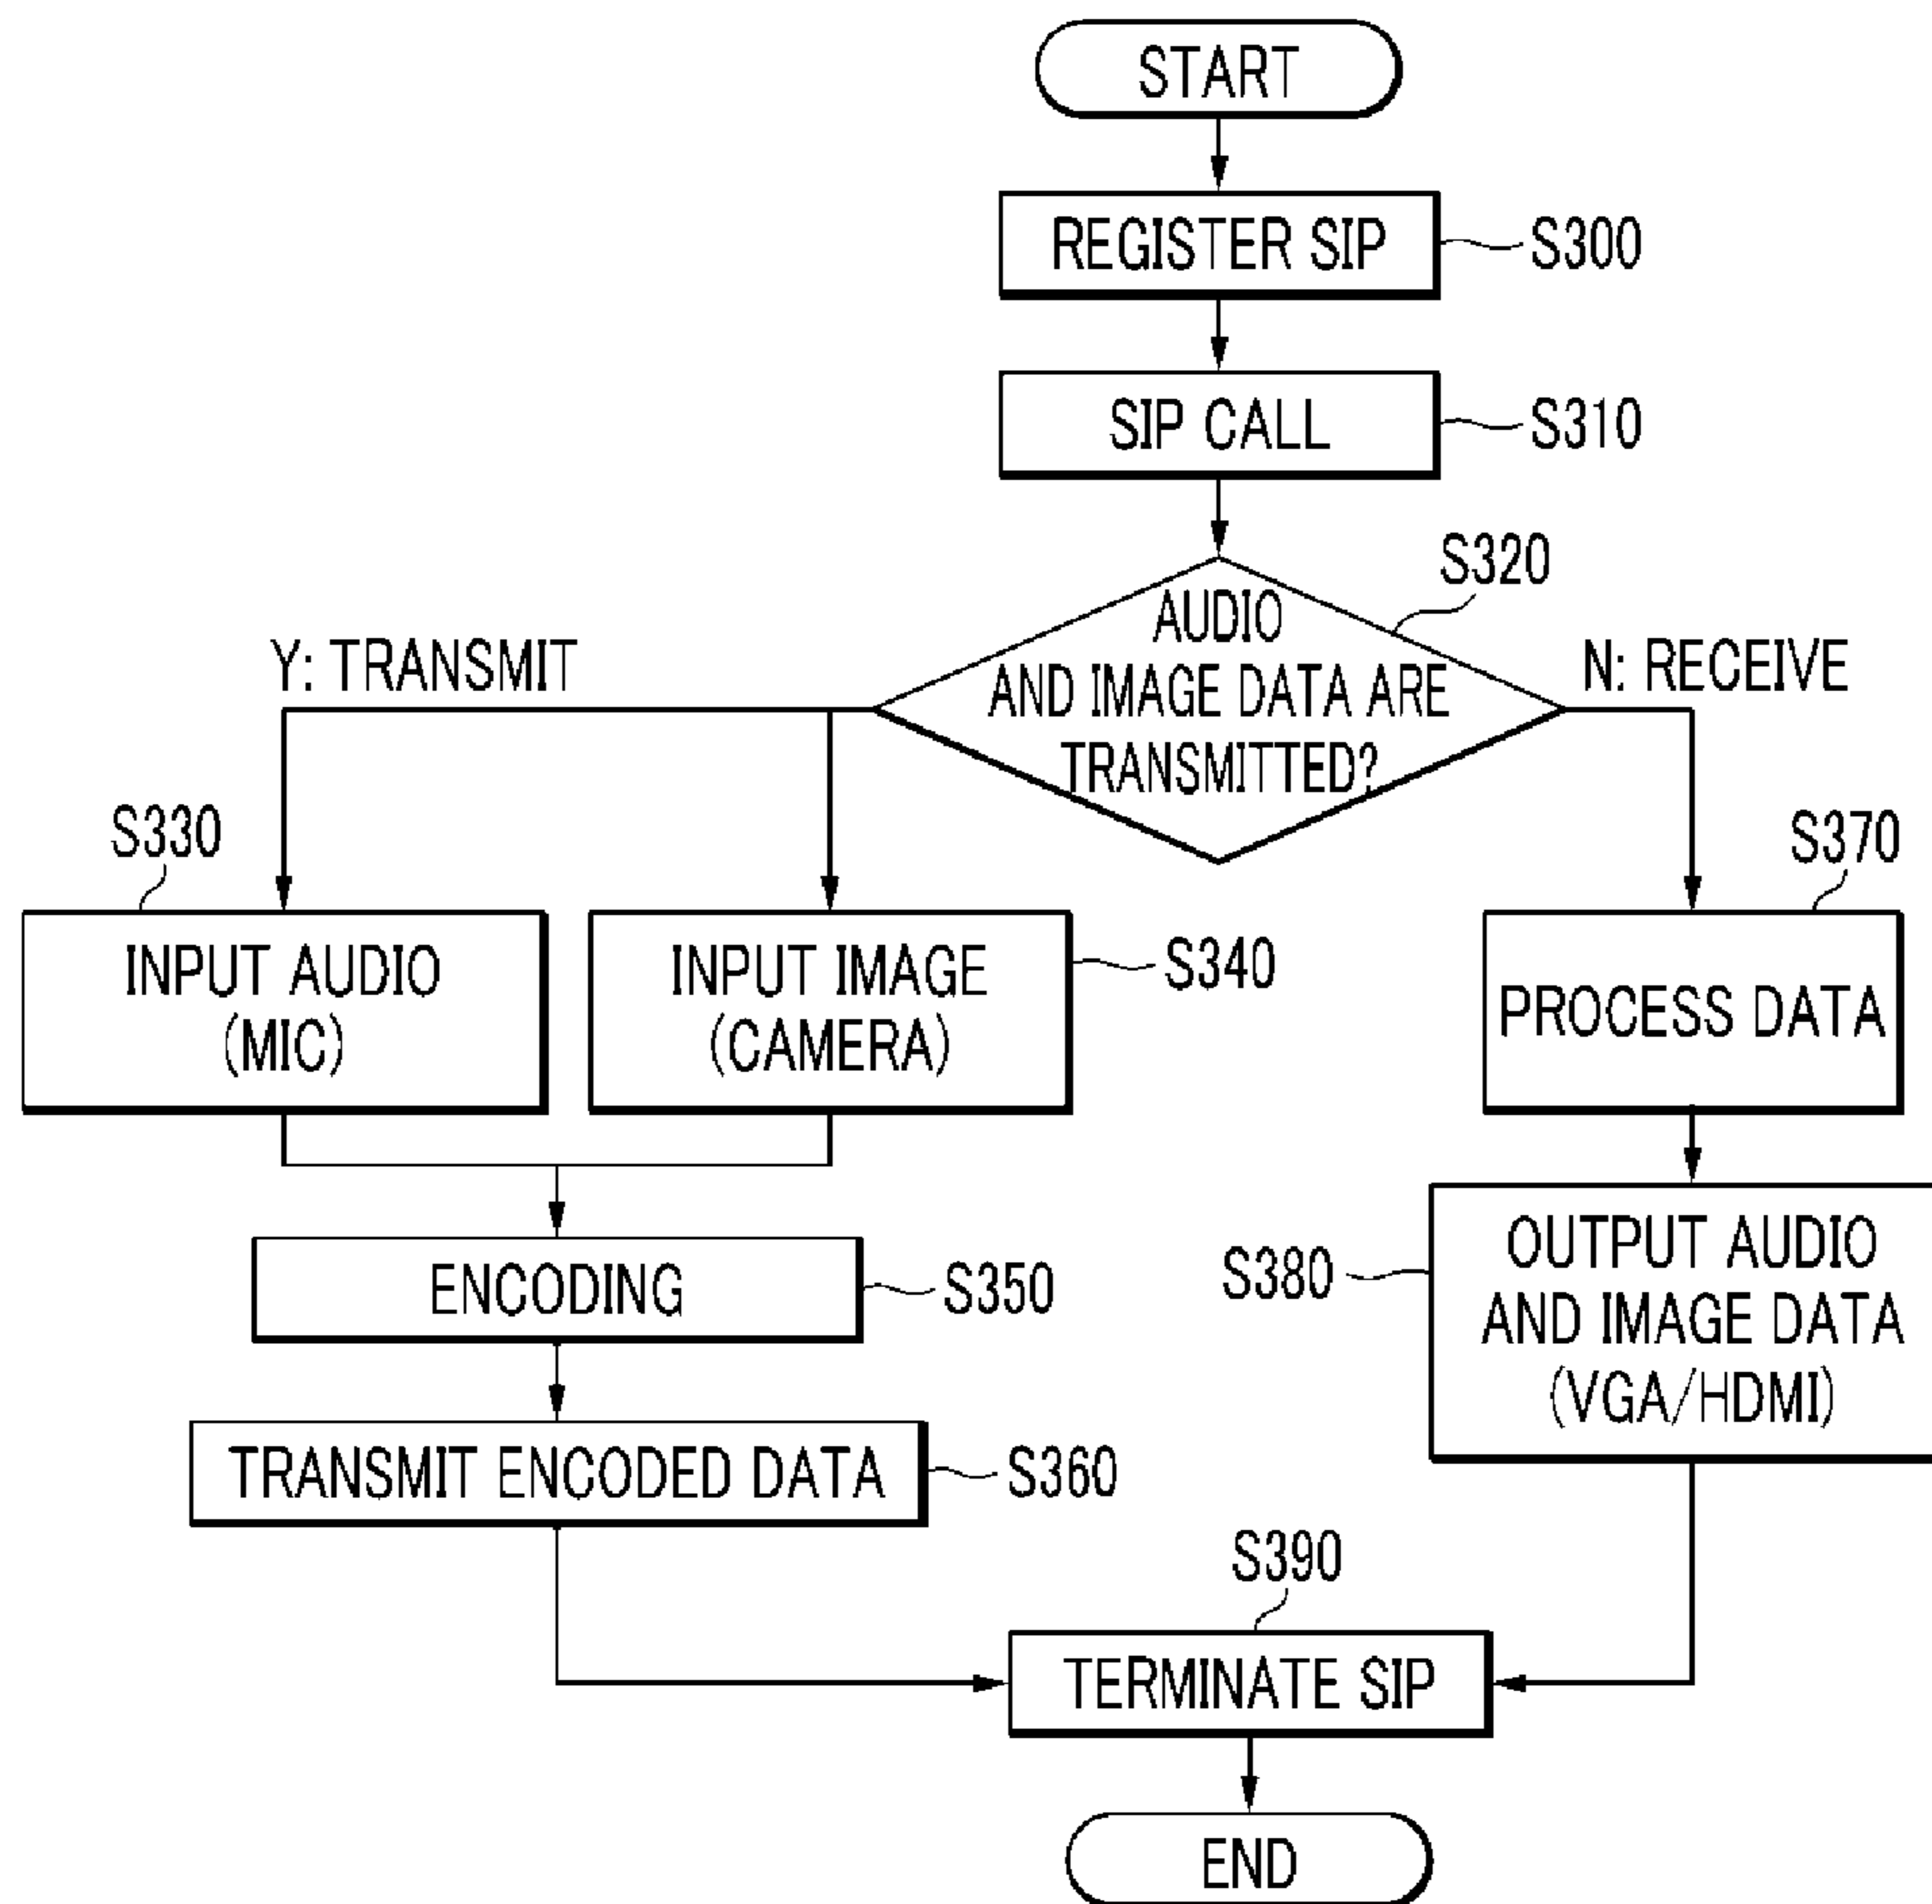 START
REGISTER SIP
S300
SIP CALL
S310
S320
AUDIO
AND IMAGE DATA ARE
TRANSMITTED?
Y: TRANSMIT
N: RECEIVE
S330
INPUT AUDIO
(MIC)
INPUT IMAGE
(CAMERA)
S340
S370
PROCESS DATA
ENCODING
S350
S380
OUTPUT AUDIO
AND IMAGE DATA
(VGA/HDMI)
TRANSMIT ENCODED DATA
S360
S390
TERMINATE SIP
END